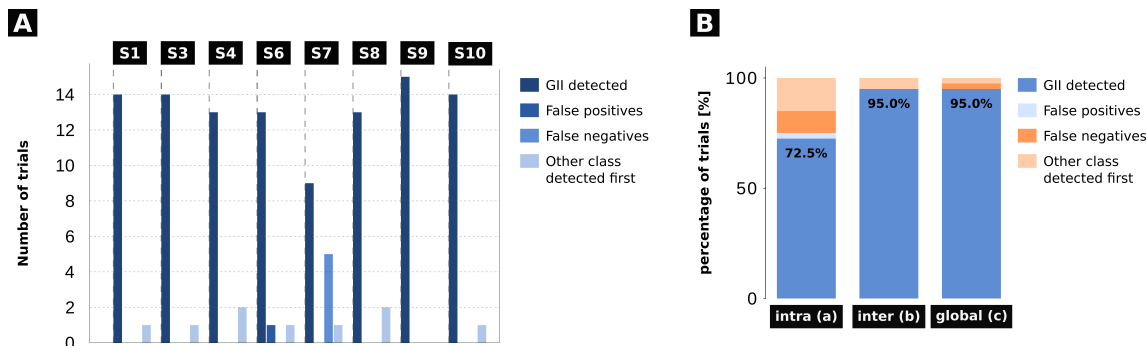 A
S1 S3 S4 S6 S7 S8 S9 S10
14
12
10
8
6
4
2
0
Number of trials
GII detected
False positives
False negatives
Other class
detected first
B
100
50
0
percentage of trials [%]
72.5%
95.0%
95.0%
intra (a) inter (b) global (c)
GII detected
False positives
False negatives
Other class
detected first